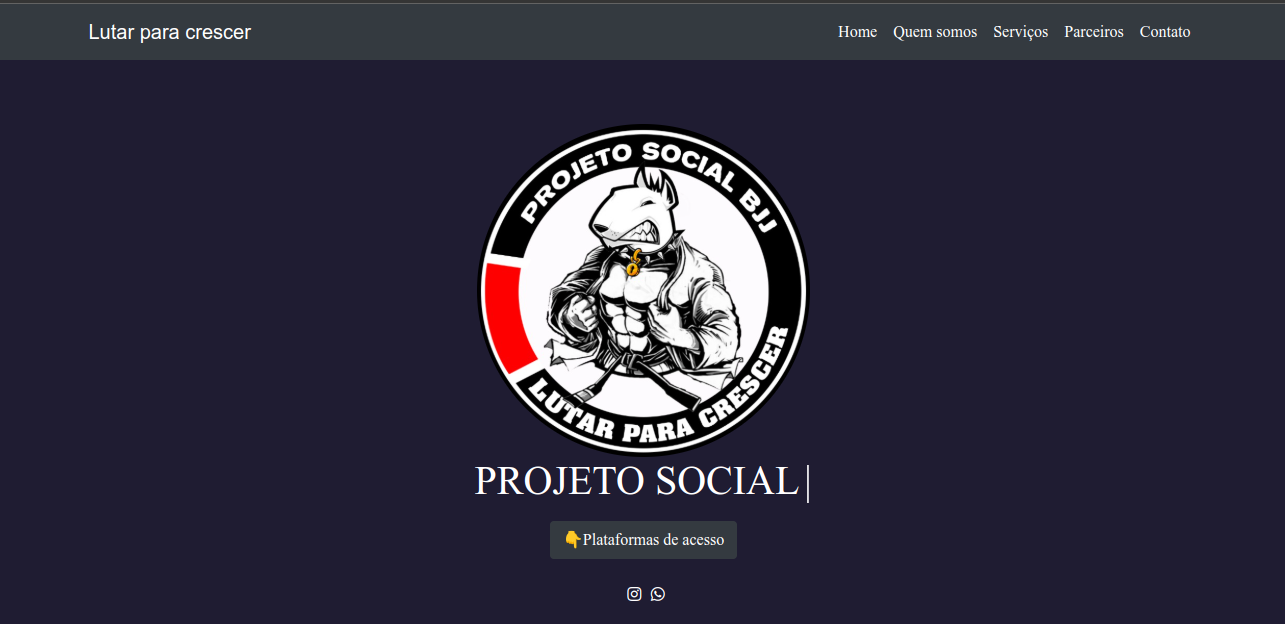 Lutar para crescer
Home Quem somos Serviços Parceiros Contato
PROJETO SOCIAL BJJ
LUTAR PARA CRESCER
PROJETO SOCIAL|
👇Plataformas de acesso